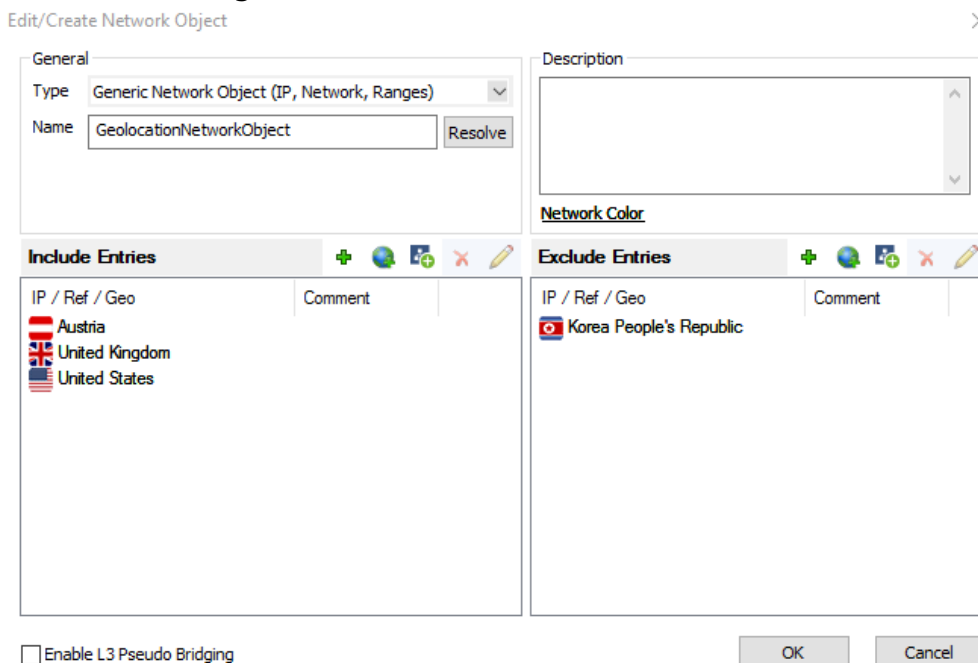 Edit/Create Network Object
General
Type Generic Network Object (IP, Network, Ranges)
Name GeolocationNetworkObject Resolve
Description
Network Color
Include Entries
IP / Ref / Geo Comment
Austria
United Kingdom
United States
Exclude Entries
IP / Ref / Geo Comment
Korea People's Republic
Enable L3 Pseudo Bridging
OK Cancel